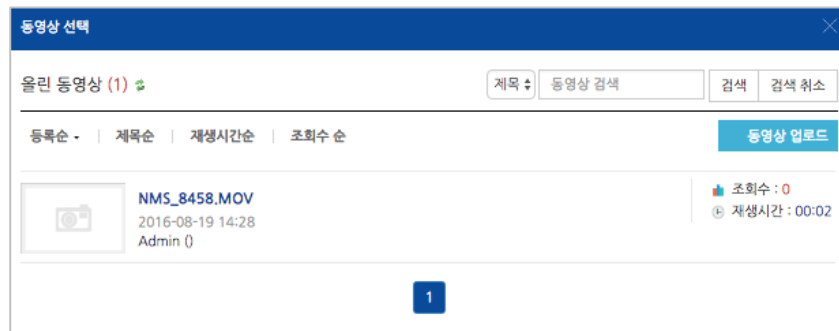 동영상 선택
올린 동영상 (1)
제목 동영상 검색 검색 검색 취소
등록순 제목순 재생시간순 조회수 순 동영상 업로드
NMS_8458.MOV
2016-08-19 14:28
Admin ()
조회수 : 0
재생시간 : 00:02
1